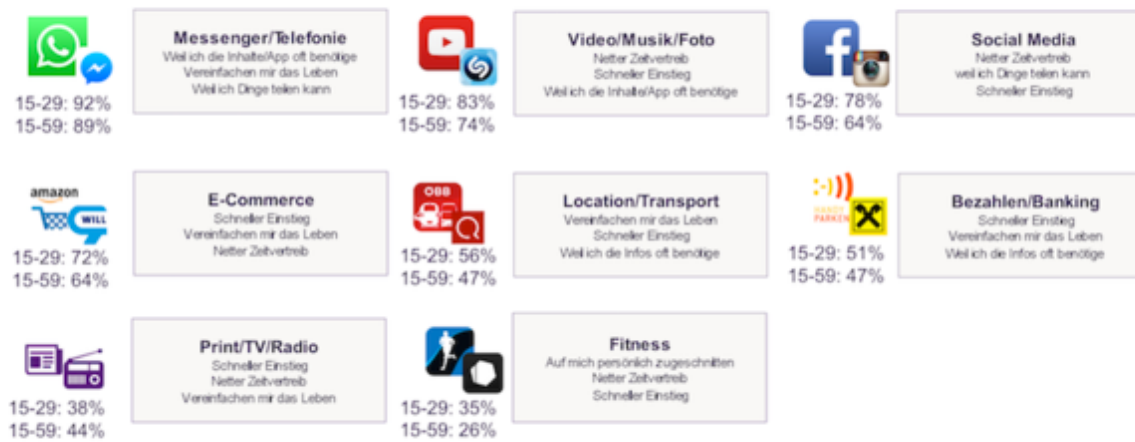 Messenger/Telefonie
Weil ich die Inhalte/App oft benötige
Vereinfachen mir das Leben
Weil ich Dinge teilen kann
15-29: 92%
15-59: 89%
Video/Musik/Foto
Netter Zeitvertreib
Schneller Einstieg
Weil ich die Inhalte/App oft benötige
15-29: 83%
15-59: 74%
Social Media
Netter Zeitvertreib
weil ich Dinge teilen kann
Schneller Einstieg
15-29: 78%
15-59: 64%
amazon
WILL
E-Commerce
Schneller Einstieg
Vereinfachen mir das Leben
Netter Zeitvertreib
15-29: 72%
15-59: 64%
ÖBB
Location/Transport
Vereinfachen mir das Leben
Schneller Einstieg
Weil ich die Infos oft benötige
15-29: 56%
15-59: 47%
HANDY
PARKEN
Bezahlen/Banking
Schneller Einstieg
Vereinfachen mir das Leben
Weil ich die Infos oft benötige
15-29: 51%
15-59: 47%
Print/TV/Radio
Schneller Einstieg
Netter Zeitvertreib
Vereinfachen mir das Leben
15-29: 38%
15-59: 44%
Fitness
Auf mich persönlich zugeschnitten
Netter Zeitvertreib
Schneller Einstieg
15-29: 35%
15-59: 26%